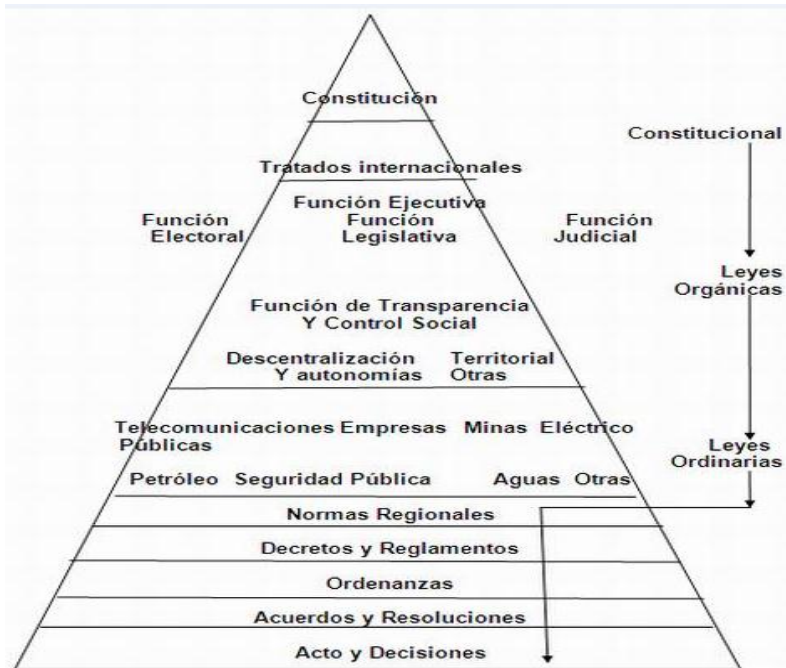 Constitución
Constitucional
Tratados internacionales
Función Ejecutiva
Función Función Función
Electoral Legislativa Judicial
Leyes
Orgánicas
Función de Transparencia
Y Control Social
Descentralización Territorial
Y autonomías Otras
Telecomunicaciones Empresas Minas Eléctrico
Públicas
Leyes
Ordinarias
Petróleo Seguridad Pública Aguas Otras
Normas Regionales
Decretos y Reglamentos
Ordenanzas
Acuerdos y Resoluciones
Acto y Decisiones